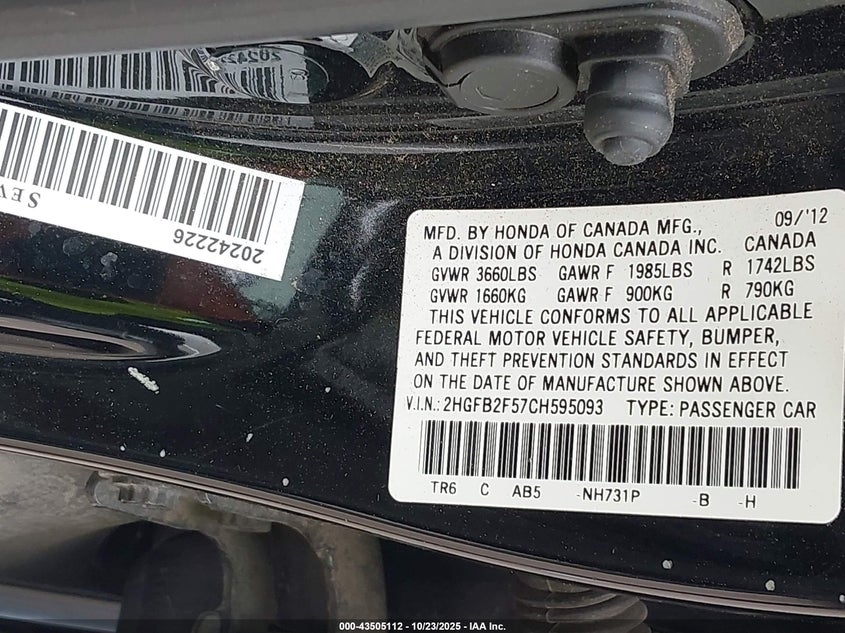 20242
20242226
SEV
MFD. BY HONDA OF CANADA MFG., 09/'12
A DIVISION OF HONDA CANADA INC. CANADA
GVWR 3660LBS GAWR F 1985LBS R 1742LBS
GVWR 1660KG GAWR F 900KG R 790KG
THIS VEHICLE CONFORMS TO ALL APPLICABLE
FEDERAL MOTOR VEHICLE SAFETY, BUMPER,
AND THEFT PREVENTION STANDARDS IN EFFECT
ON THE DATE OF MANUFACTURE SHOWN ABOVE.
V.I.N.: 2HGFB2F57CH595093 TYPE: PASSENGER CAR
TR6 C AB5 -NH731P -B -H
000-43505112 - 10/23/2025 - IAA Inc.